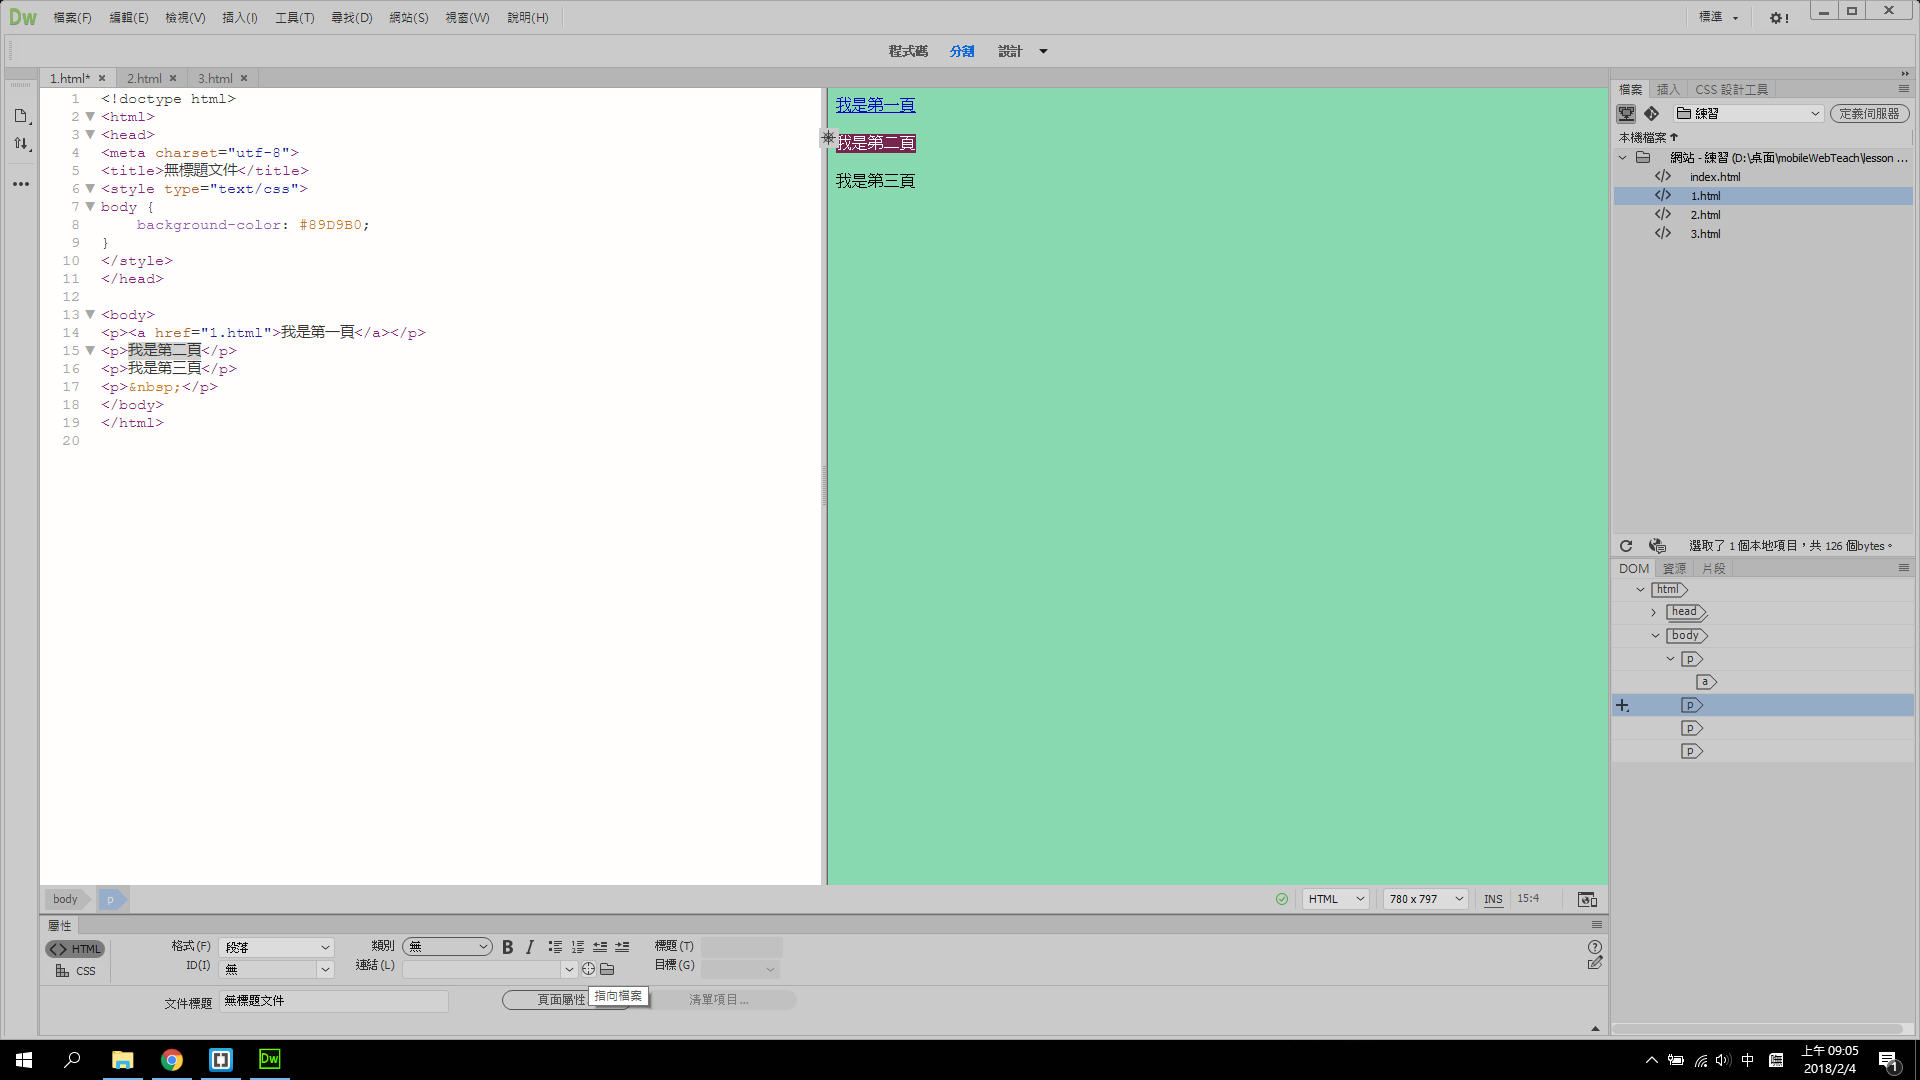 Dw 檔案(F) 編輯(E) 檢視(V) 插入(I) 工具(T) 尋找(D) 網站(S) 視窗(W) 說明(H) 標準
程式碼 分割 設計
1.html* 2.html 3.html
1 <!doctype html>
2 <html>
3 <head>
4 <meta charset="utf-8">
5 <title>無標題文件</title>
6 <style type="text/css">
7 body {
8 background-color: #89D9B0;
9 }
10 </style>
11 </head>
12
13 <body>
14 <p><a href="1.html">我是第一頁</a></p>
15 <p>我是第二頁</p>
16 <p>我是第三頁</p>
17 <p>&nbsp;</p>
18 </body>
19 </html>
20
我是第一頁
我是第二頁
我是第三頁
檔案 插入 CSS 設計工具
練習 定義伺服器
本機檔案
網站 - 練習 (D:\桌面\mobileWebTeach\lesson ...
index.html
1.html
2.html
3.html
選取了 1 個本地項目，共 126 個bytes。
DOM 資源 片段
html
head
body
p
a
p
p
p
body p HTML 780 x 797 INS 15:4
屬性
HTML 格式(F) 段落 類別 無 B I 標題(T)
CSS ID(I) 無 連結(L) 目標(G)
文件標題 無標題文件 頁面屬性 指向檔案 清單項目...
Dw 中 上午 09:05
2018/2/4
1